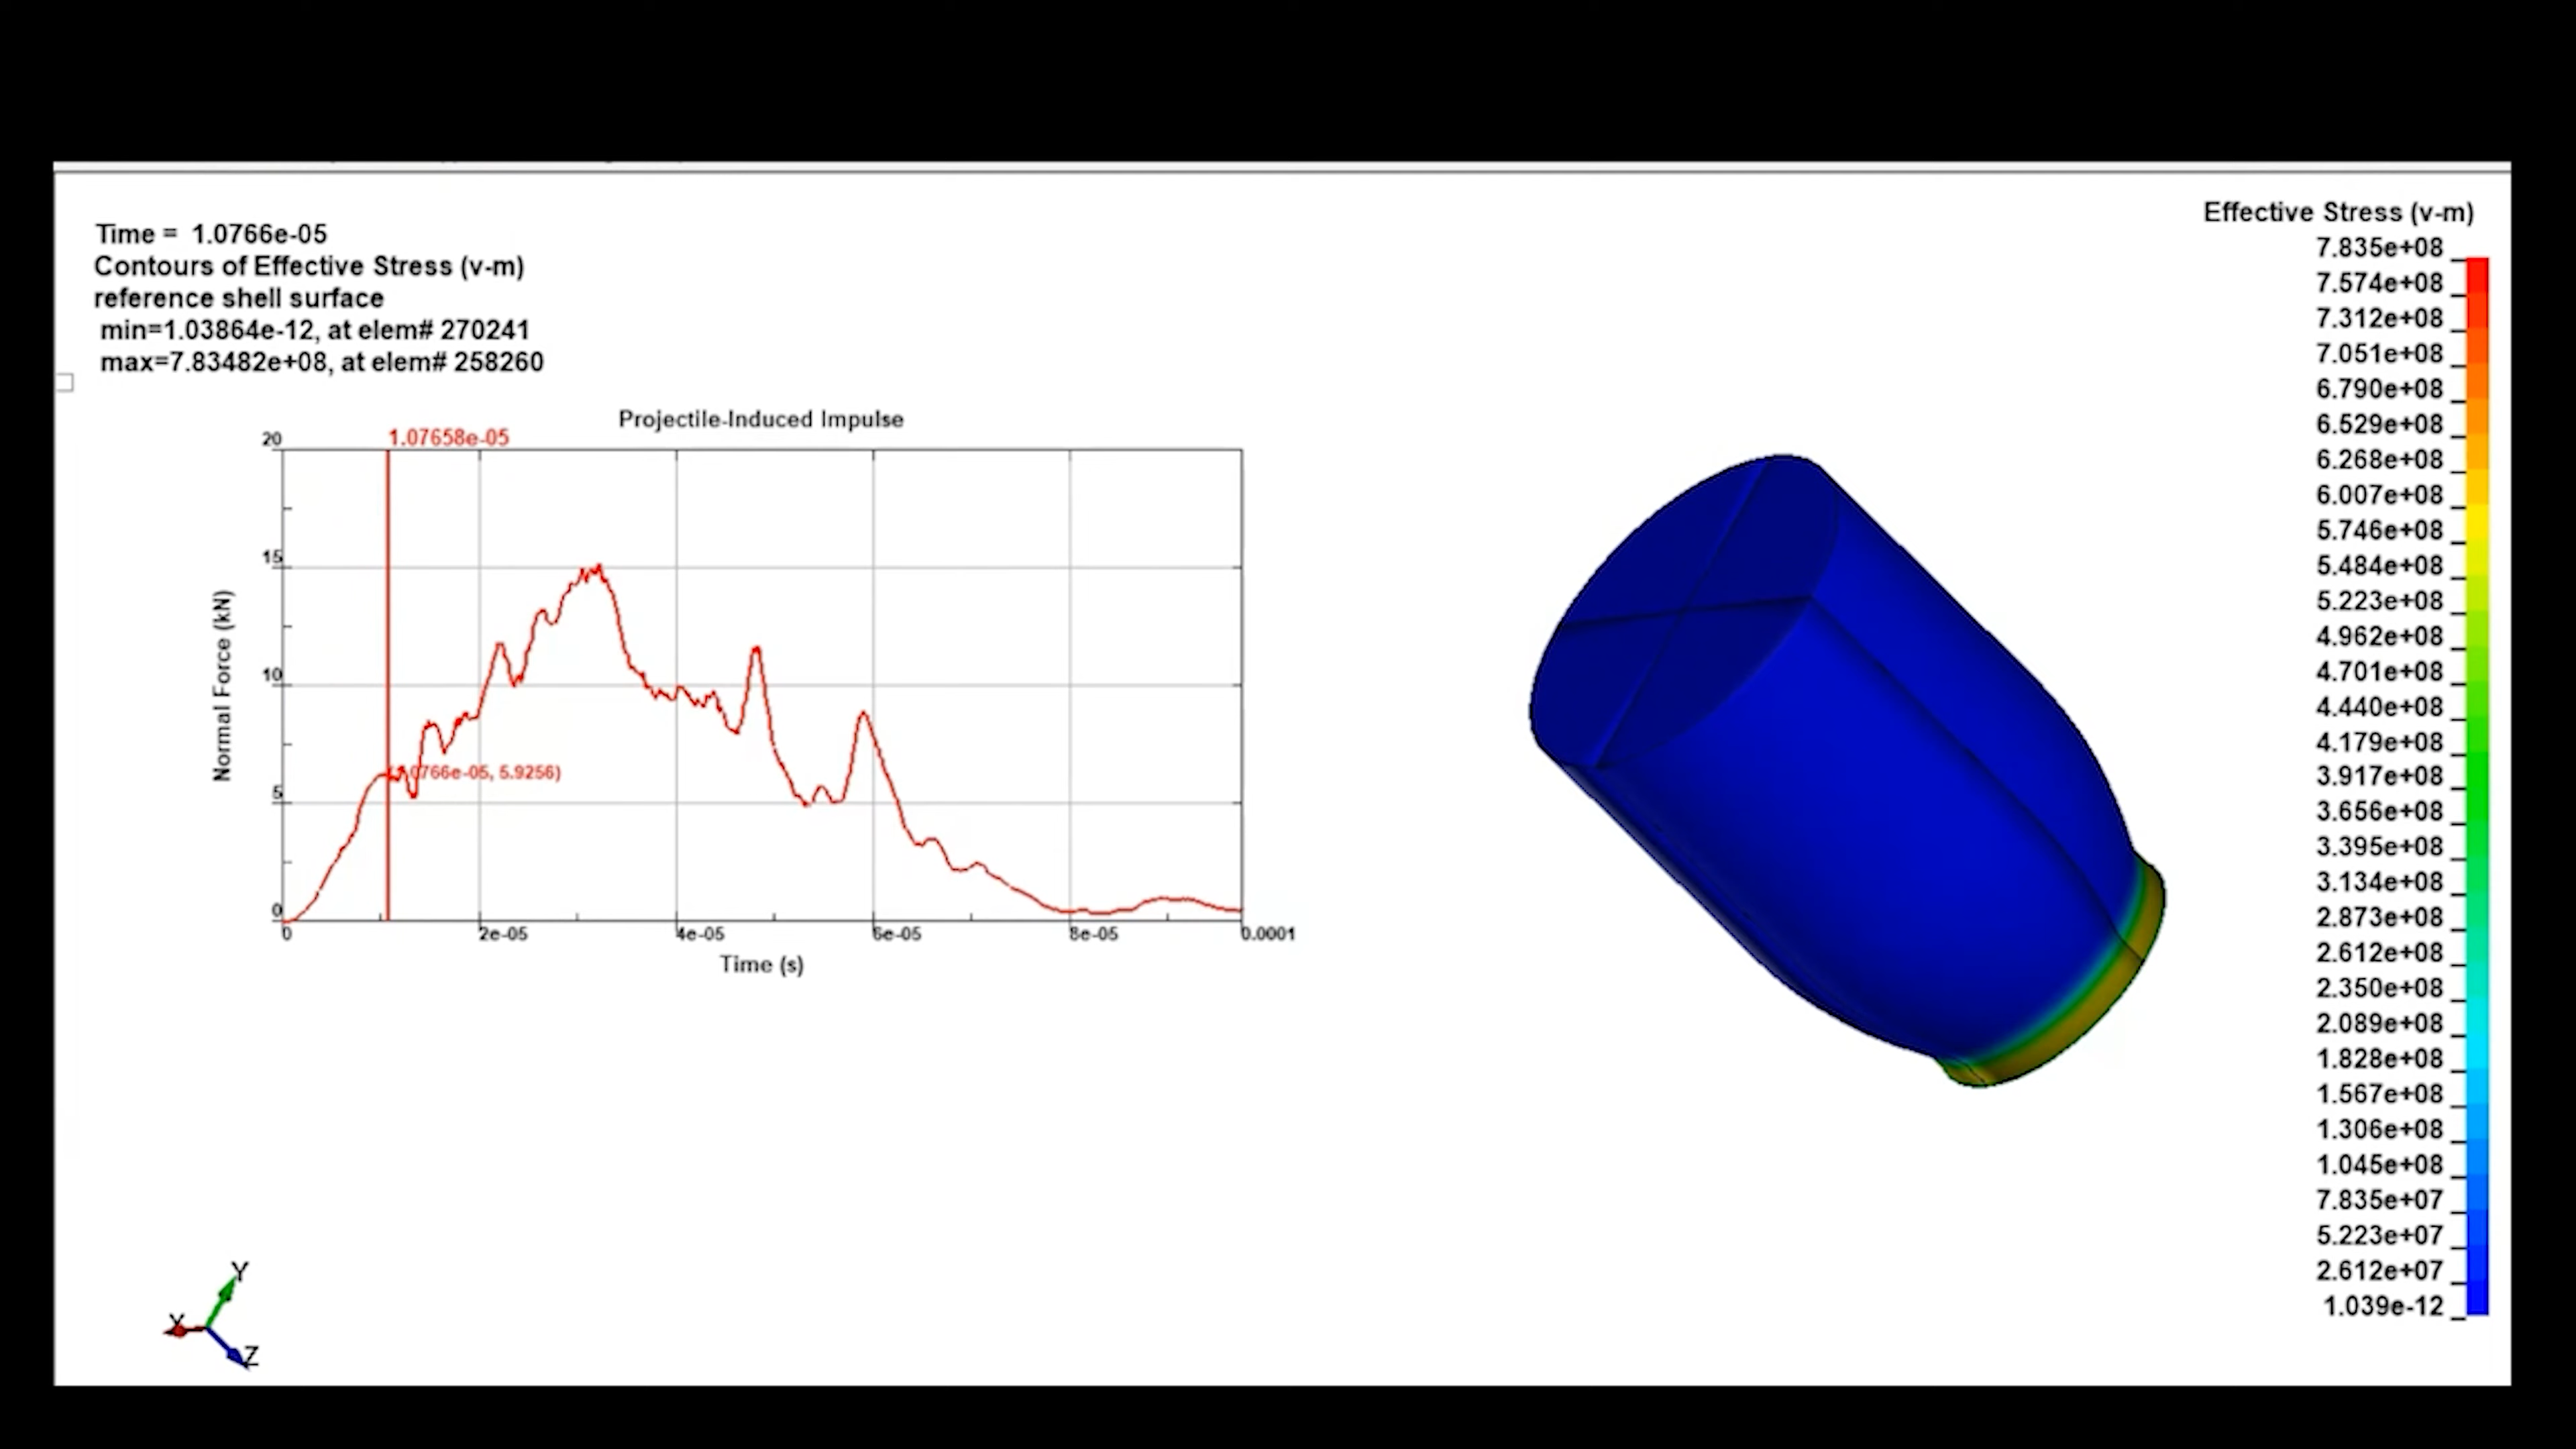 Time = 1.0766e-05
Contours of Effective Stress (v-m)
reference shell surface
min=1.03864e-12, at elem# 270241
max=7.83482e+08, at elem# 258260
Projectile-Induced Impulse
1.07658e-05
20
15
10
5
0
Normal Force (kN)
0766e-05, 5.9256)
0
2e-05
4e-05
6e-05
8e-05
0.0001
Time (s)
Y
X
Z
Effective Stress (v-m)
7.835e+08
7.574e+08
7.312e+08
7.051e+08
6.790e+08
6.529e+08
6.268e+08
6.007e+08
5.746e+08
5.484e+08
5.223e+08
4.962e+08
4.701e+08
4.440e+08
4.179e+08
3.917e+08
3.656e+08
3.395e+08
3.134e+08
2.873e+08
2.612e+08
2.350e+08
2.089e+08
1.828e+08
1.567e+08
1.306e+08
1.045e+08
7.835e+07
5.223e+07
2.612e+07
1.039e-12